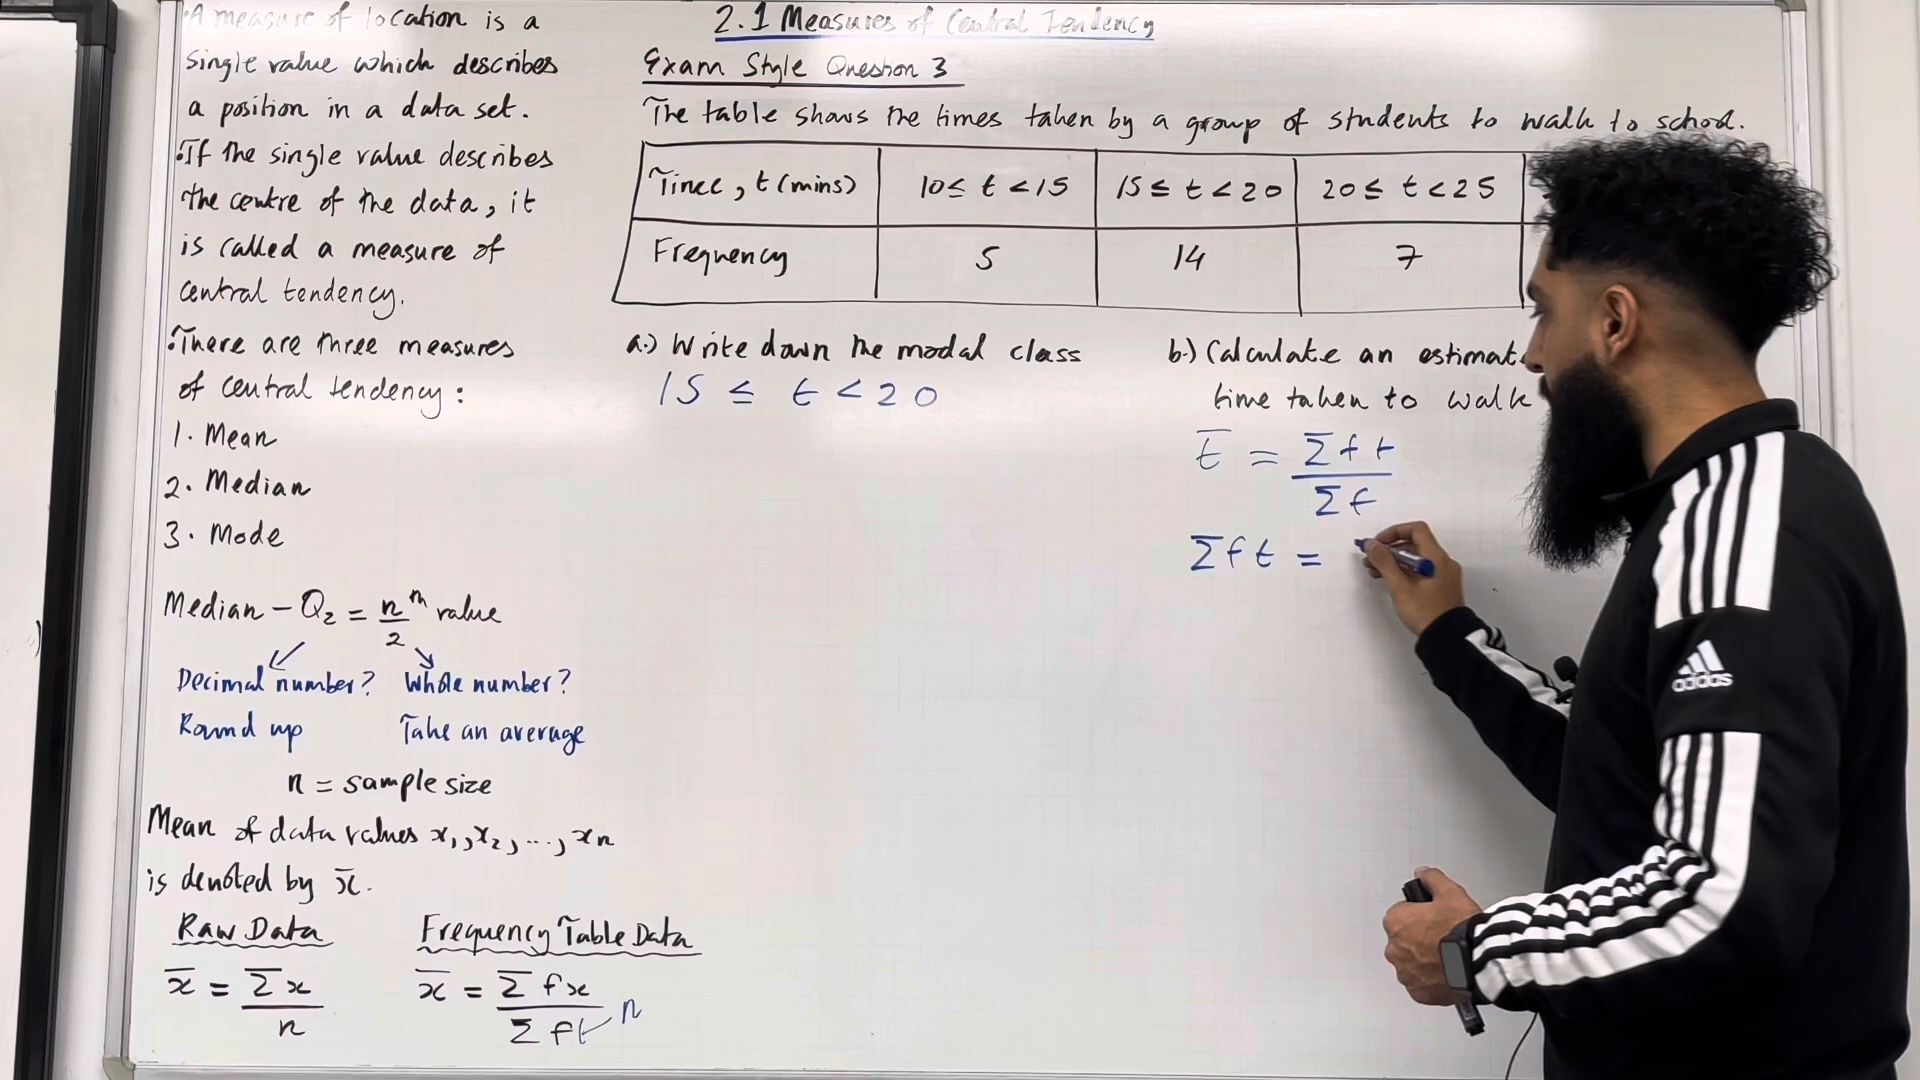 2.1 Measures of Central Tendency
•A measure of location is a
single value which describes
a position in a data set.
•If the single value describes
the centre of the data, it
is called a measure of
central tendency.
•There are three measures
of central tendency:
1. Mean
2. Median
3. Mode
Median - Q₂ = n/2 th value
Decimal number? Whole number?
Round up Take an average
n = sample size
Mean of data values x₁, x₂, ..., xₙ
is denoted by x̄.
Raw Data Frequency Table Data
x̄ = Σx/n x̄ = Σfx/Σf n
Exam Style Question 3
The table shows the times taken by a group of students to walk to school.
Time, t (mins) 10 ≤ t < 15 15 ≤ t < 20 20 ≤ t < 25
Frequency 5 14 7
a.) Write down the modal class
15 ≤ t < 20
b.) Calculate an
time taken to walk
t̄ = Σft/Σf
Σft =
adidas